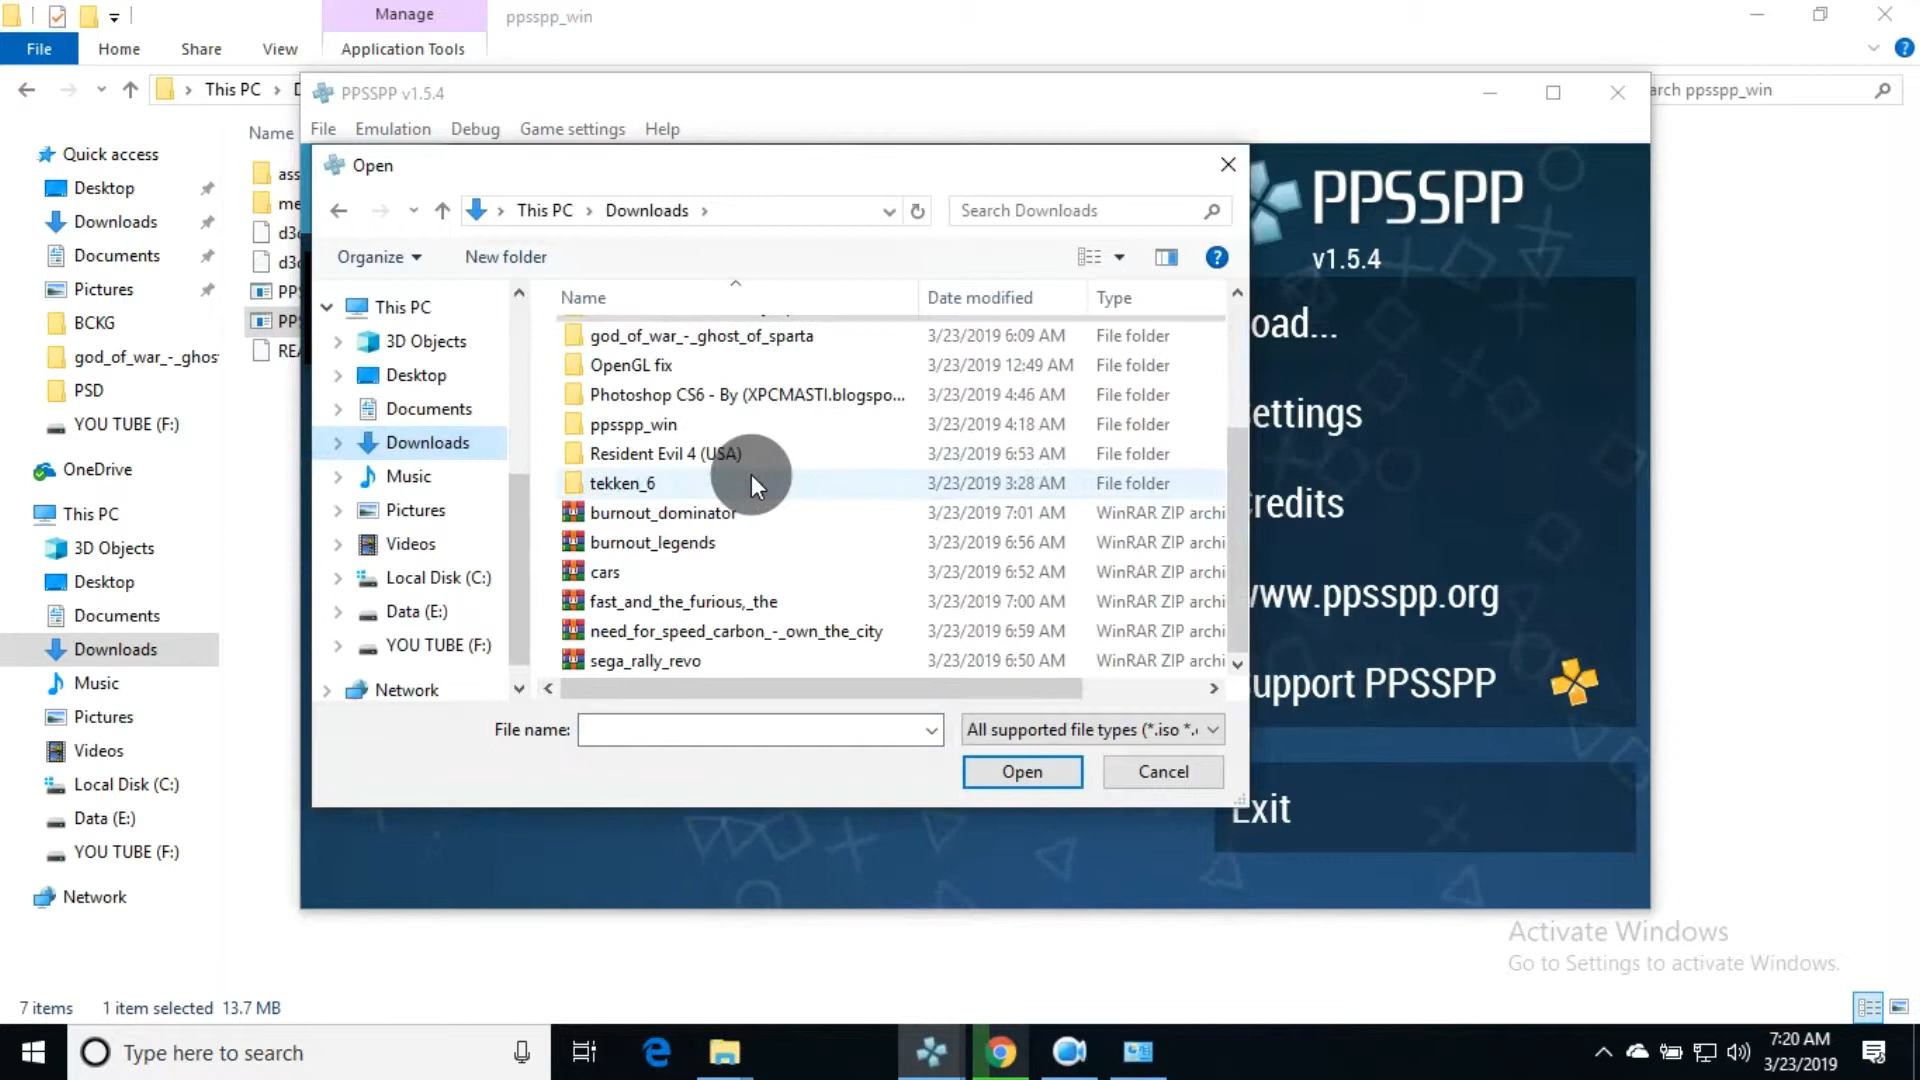 Manage
ppsspp_win
File
Home
Share
View
Application Tools
This PC
ppsspp_win
Name
Quick access
Desktop
Downloads
Documents
Pictures
BCKG
god_of_war_-_ghos
PSD
YOU TUBE (F:)
OneDrive
This PC
3D Objects
Desktop
Documents
Downloads
Music
Pictures
Videos
Local Disk (C:)
Data (E:)
YOU TUBE (F:)
Network
7 items
1 item selected 13.7 MB
PPSSPP v1.5.4
File
Emulation
Debug
Game settings
Help
Open
This PC
Downloads
Search Downloads
Organize
New folder
This PC
3D Objects
Desktop
Documents
Downloads
Music
Pictures
Videos
Local Disk (C:)
Data (E:)
YOU TUBE (F:)
Network
Name
Date modified
Type
god_of_war_-_ghost_of_sparta 3/23/2019 6:09 AM File folder
OpenGL fix 3/23/2019 12:49 AM File folder
Photoshop CS6 - By (XPCMASTI.blogspo... 3/23/2019 4:46 AM File folder
ppsspp_win 3/23/2019 4:18 AM File folder
Resident Evil 4 (USA) 3/23/2019 6:53 AM File folder
tekken_6 3/23/2019 3:28 AM File folder
burnout_dominator 3/23/2019 7:01 AM WinRAR ZIP archi
burnout_legends 3/23/2019 6:56 AM WinRAR ZIP archi
cars 3/23/2019 6:52 AM WinRAR ZIP archi
fast_and_the_furious,_the 3/23/2019 7:00 AM WinRAR ZIP archi
need_for_speed_carbon_-_own_the_city 3/23/2019 6:59 AM WinRAR ZIP archi
sega_rally_revo 3/23/2019 6:50 AM WinRAR ZIP archi
File name:
All supported file types (*.iso *.
Open
Cancel
PPSSPP
v1.5.4
oad...
ettings
redits
www.ppsspp.org
upport PPSSPP
Exit
Activate Windows
Go to Settings to activate Windows.
Type here to search
7:20 AM
3/23/2019